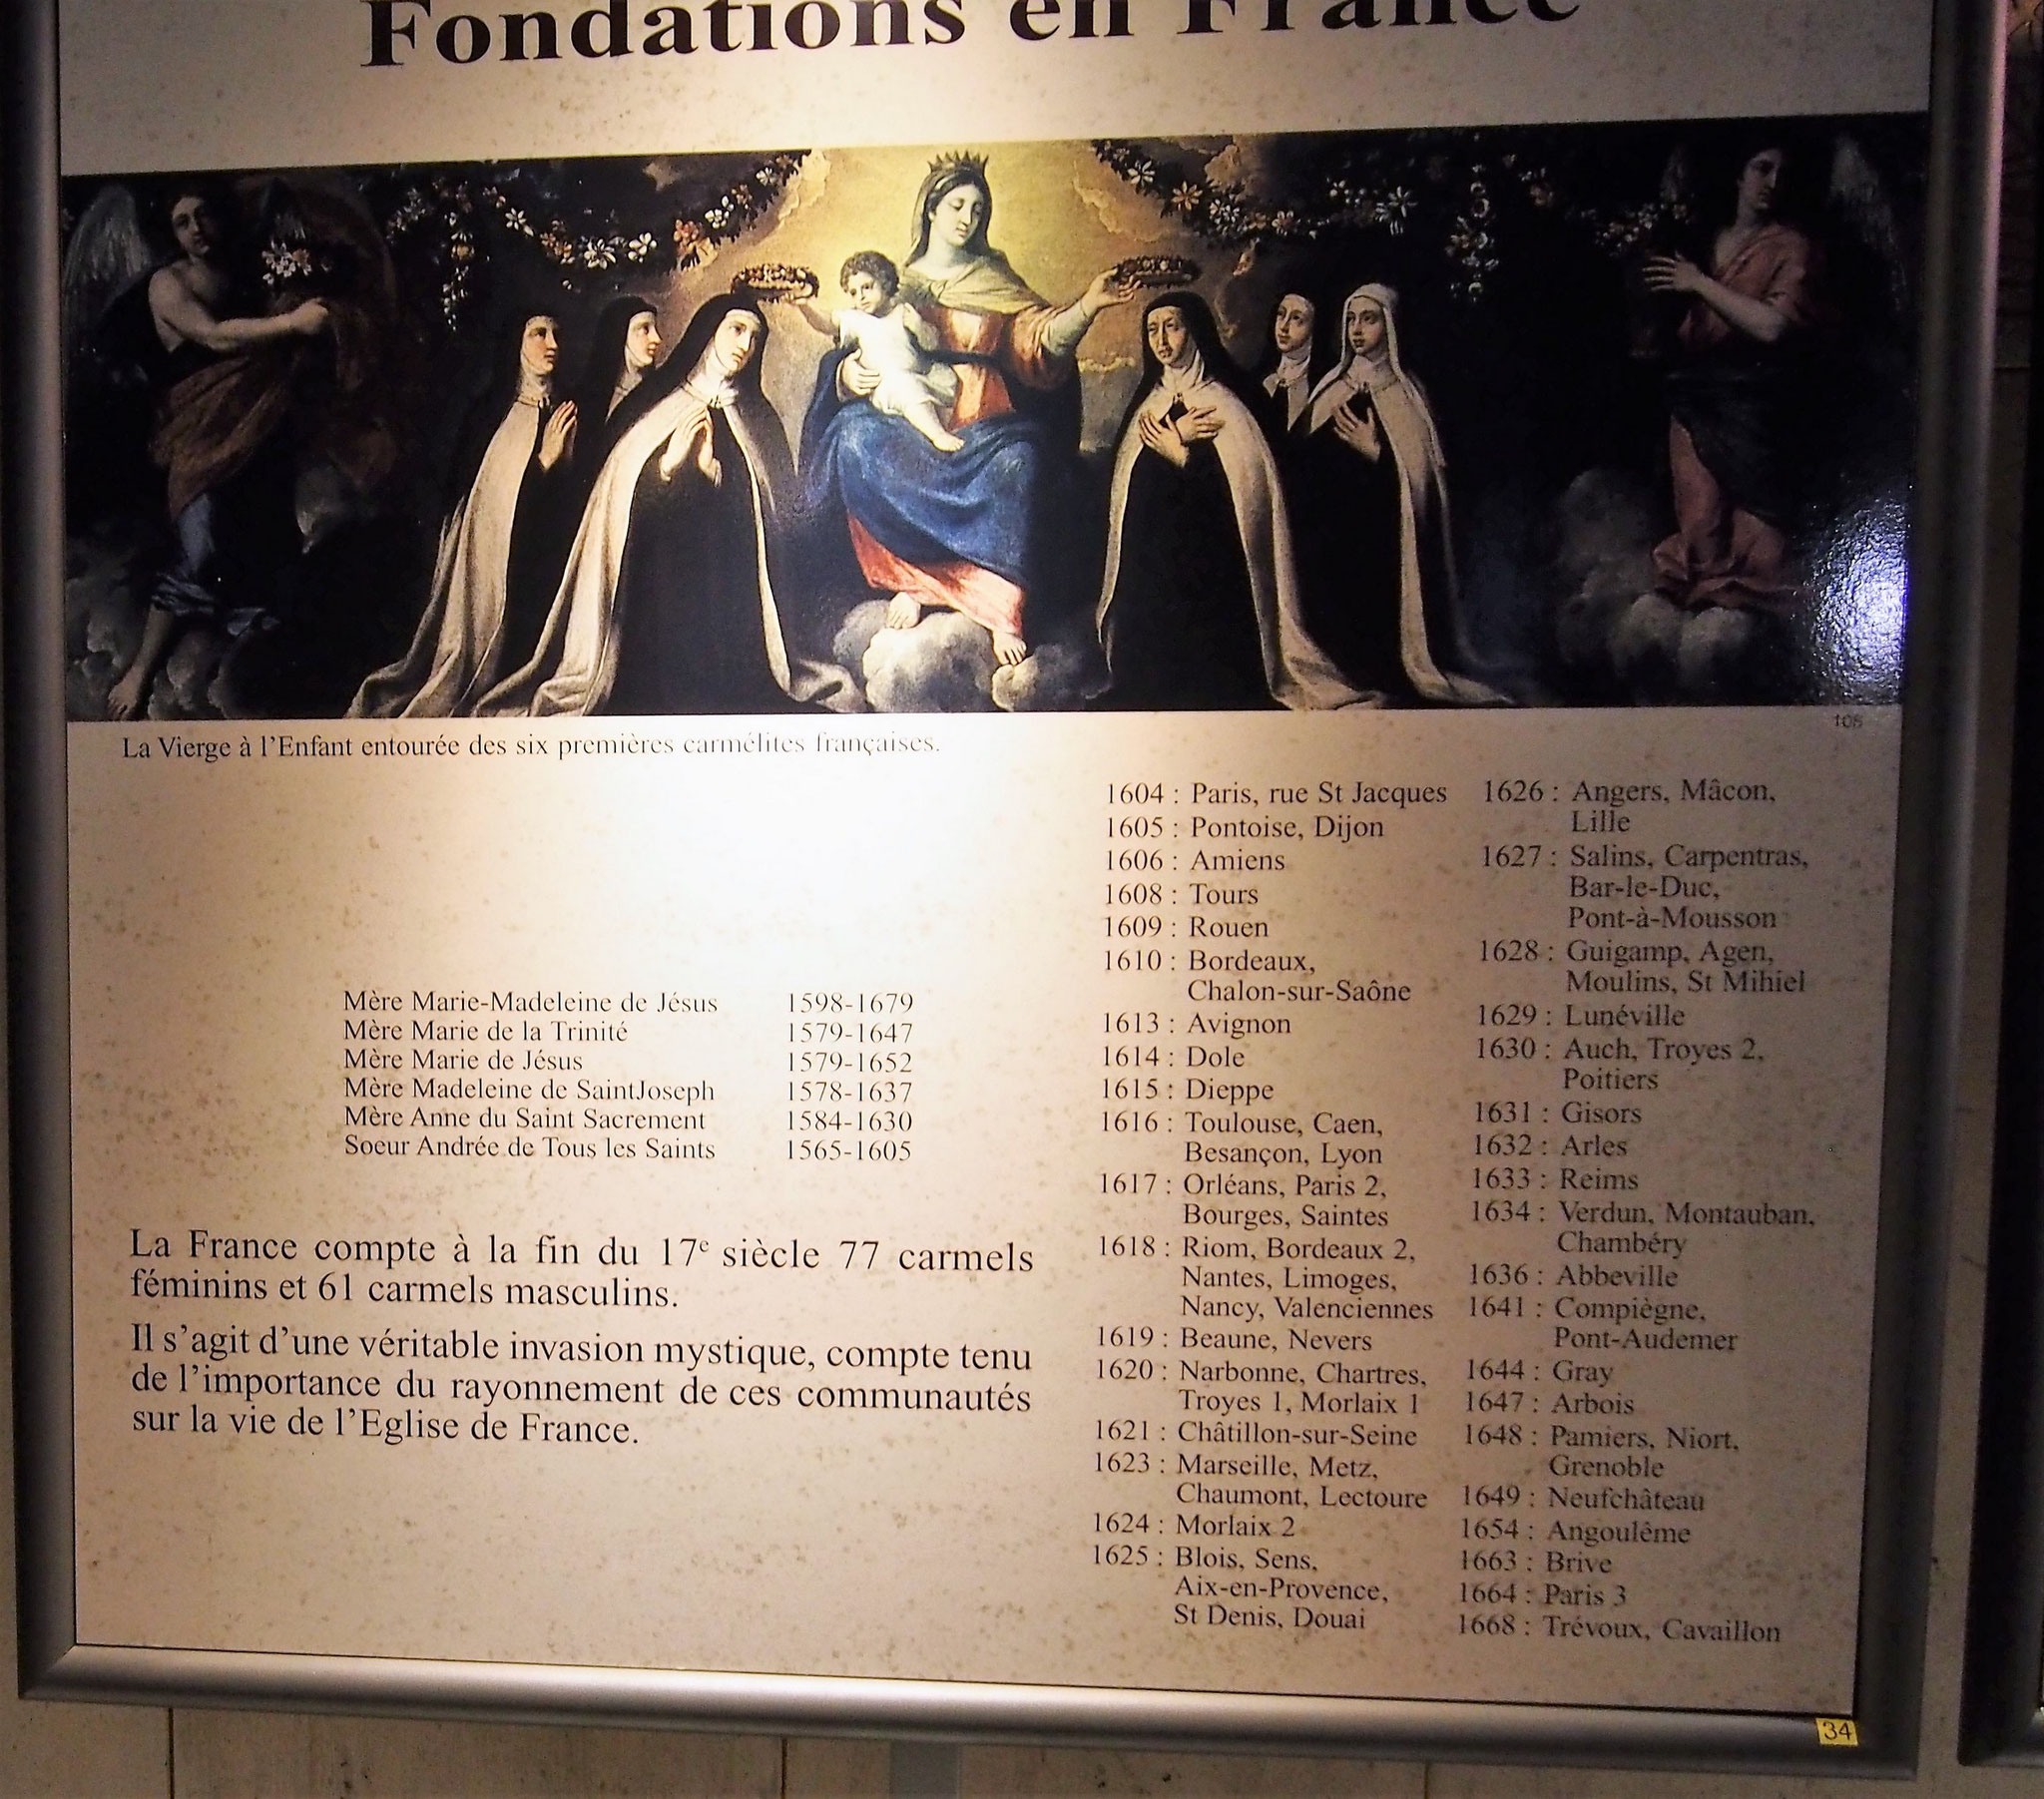 Fondations en France
108
La Vierge à l'Enfant entourée des six premières carmélites françaises.
Mère Marie-Madeleine de Jésus 1598-1679
Mère Marie de la Trinité 1579-1647
Mère Marie de Jésus 1579-1652
Mère Madeleine de SaintJoseph 1578-1637
Mère Anne du Saint Sacrement 1584-1630
Soeur Andrée de Tous les Saints 1565-1605
La France compte à la fin du 17e siècle 77 carmels
féminins et 61 carmels masculins.
Il s'agit d'une véritable invasion mystique, compte tenu
de l'importance du rayonnement de ces communautés
sur la vie de l'Eglise de France.
1604 : Paris, rue St Jacques
1605 : Pontoise, Dijon
1606 : Amiens
1608 : Tours
1609 : Rouen
1610 : Bordeaux,
Chalon-sur-Saône
1613 : Avignon
1614 : Dole
1615 : Dieppe
1616 : Toulouse, Caen,
Besançon, Lyon
1617 : Orléans, Paris 2,
Bourges, Saintes
1618 : Riom, Bordeaux 2,
Nantes, Limoges,
Nancy, Valenciennes
1619 : Beaune, Nevers
1620 : Narbonne, Chartres,
Troyes 1, Morlaix 1
1621 : Châtillon-sur-Seine
1623 : Marseille, Metz,
Chaumont, Lectoure
1624 : Morlaix 2
1625 : Blois, Sens,
Aix-en-Provence,
St Denis, Douai
1626 : Angers, Mâcon,
Lille
1627 : Salins, Carpentras,
Bar-le-Duc,
Pont-à-Mousson
1628 : Guigamp, Agen,
Moulins, St Mihiel
1629 : Lunéville
1630 : Auch, Troyes 2,
Poitiers
1631 : Gisors
1632 : Arles
1633 : Reims
1634 : Verdun, Montauban,
Chambéry
1636 : Abbeville
1641 : Compiègne,
Pont-Audemer
1644 : Gray
1647 : Arbois
1648 : Pamiers, Niort,
Grenoble
1649 : Neufchâteau
1654 : Angoulême
1663 : Brive
1664 : Paris 3
1668 : Trévoux, Cavaillon
34